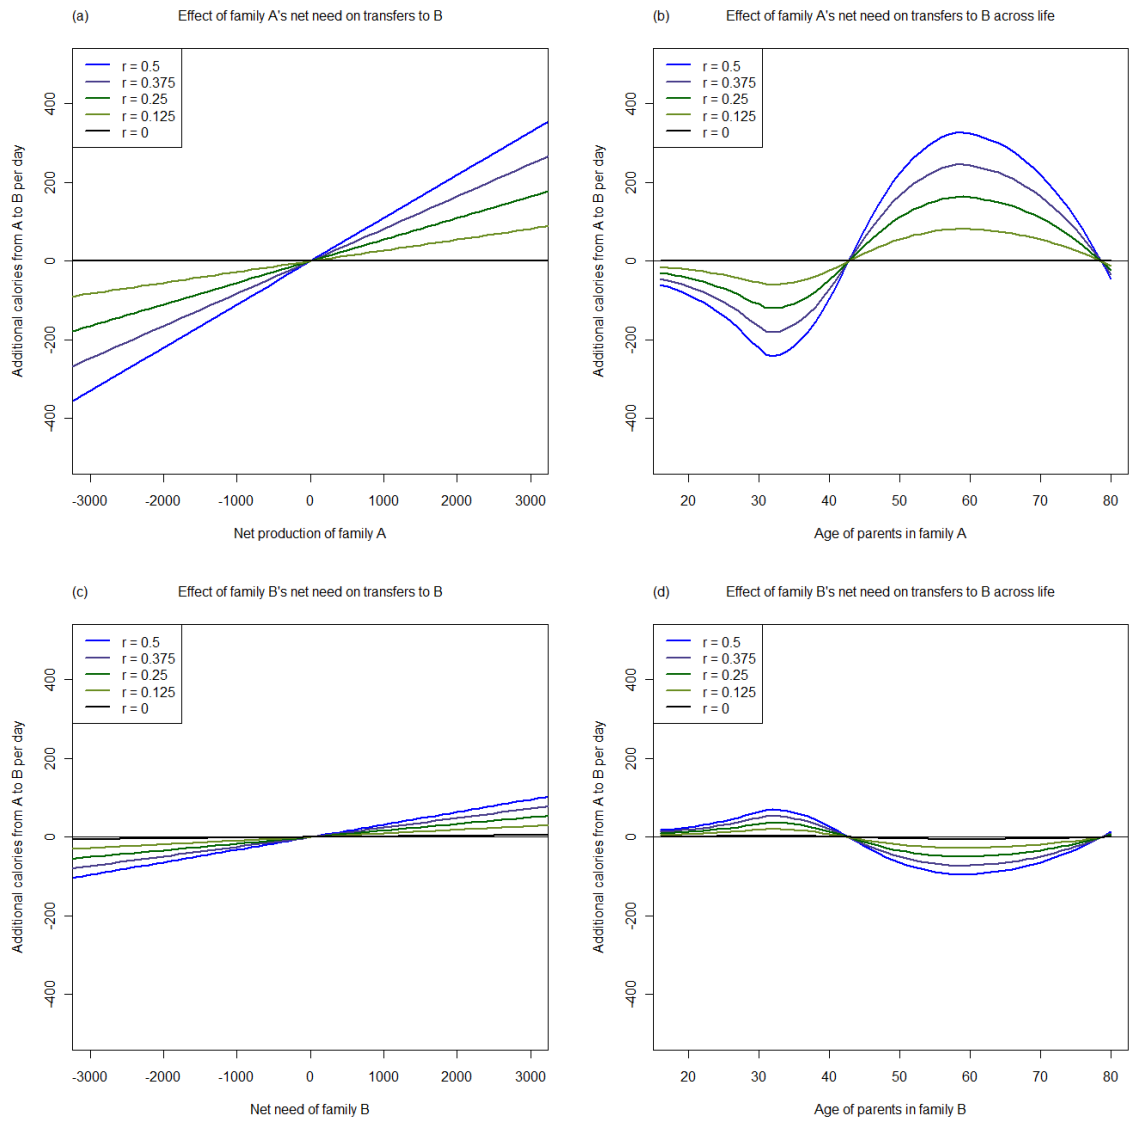 (a) Effect of family A's net need on transfers to B
r = 0.5
r = 0.375
r = 0.25
r = 0.125
r = 0
Additional calories from A to B per day
400
200
0
-200
-400
-3000 -2000 -1000 0 1000 2000 3000
Net production of family A
(b) Effect of family A's net need on transfers to B across life
r = 0.5
r = 0.375
r = 0.25
r = 0.125
r = 0
Additional calories from A to B per day
400
200
0
-200
-400
20 30 40 50 60 70 80
Age of parents in family A
(c) Effect of family B's net need on transfers to B
r = 0.5
r = 0.375
r = 0.25
r = 0.125
r = 0
Additional calories from A to B per day
400
200
0
-200
-400
-3000 -2000 -1000 0 1000 2000 3000
Net need of family B
(d) Effect of family B's net need on transfers to B across life
r = 0.5
r = 0.375
r = 0.25
r = 0.125
r = 0
Additional calories from A to B per day
400
200
0
-200
-400
20 30 40 50 60 70 80
Age of parents in family B